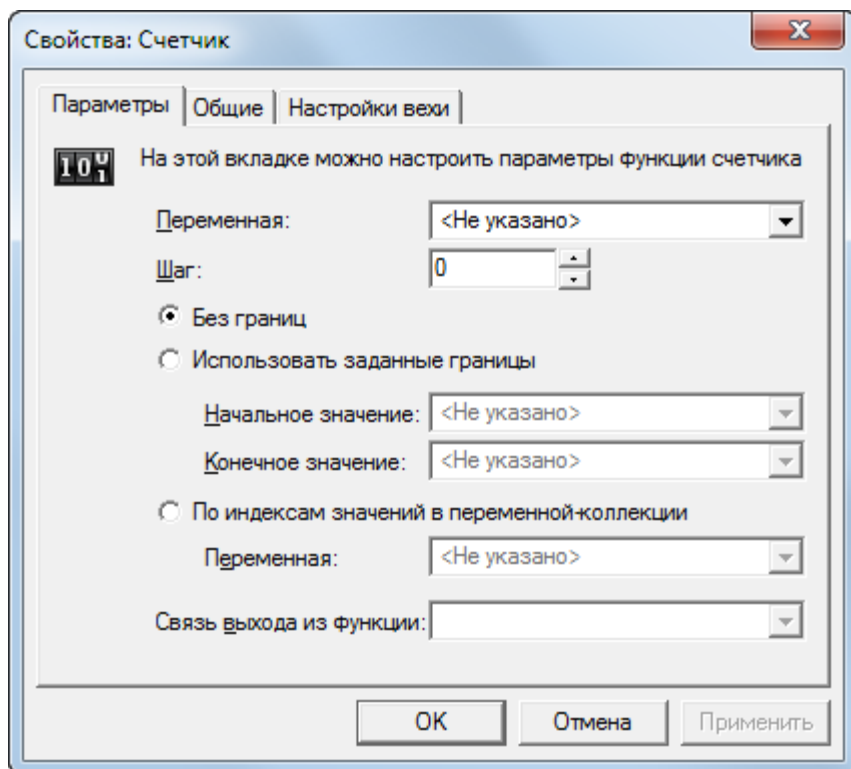 Свойства: Счетчик
Параметры Общие Настройки вехи
На этой вкладке можно настроить параметры функции счетчика
Переменная: <Не указано>
Шаг: 0
Без границ
Использовать заданные границы
Начальное значение: <Не указано>
Конечное значение: <Не указано>
По индексам значений в переменной-коллекции
Переменная: <Не указано>
Связь выхода из функции:
ОК Отмена Применить